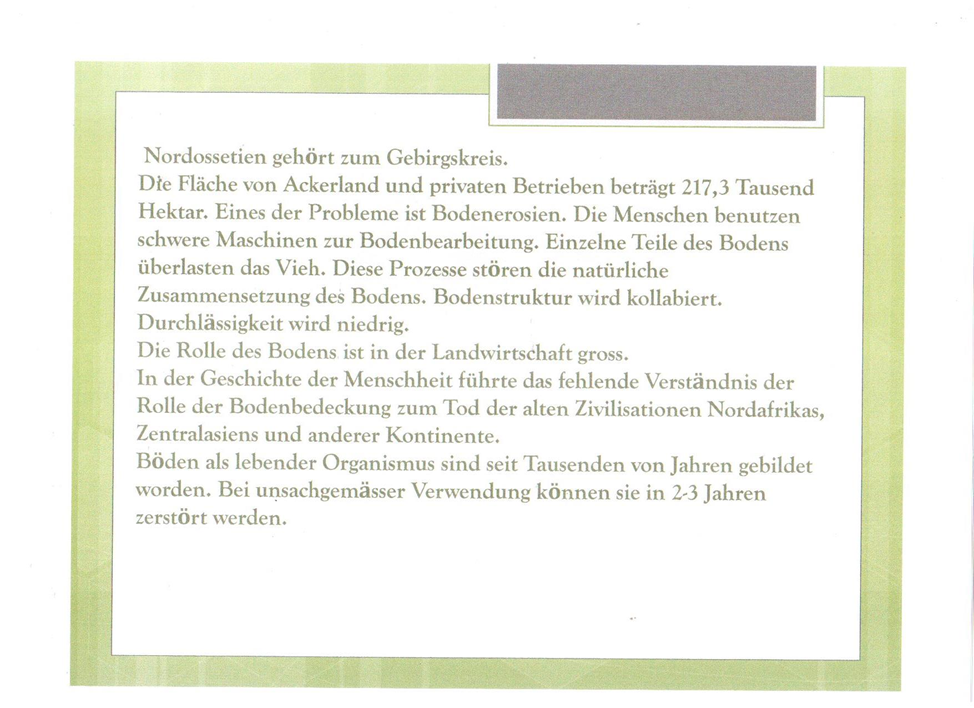 Nordossetien gehört zum Gebirgskreis.
Die Fläche von Ackerland und privaten Betrieben beträgt 217,3 Tausend
Hektar. Eines der Probleme ist Bodenerosien. Die Menschen benutzen
schwere Maschinen zur Bodenbearbeitung. Einzelne Teile des Bodens
überlasten das Vieh. Diese Prozesse stören die natürliche
Zusammensetzung des Bodens. Bodenstruktur wird kollabiert.
Durchlässigkeit wird niedrig.
Die Rolle des Bodens ist in der Landwirtschaft gross.
In der Geschichte der Menschheit führte das fehlende Verständnis der
Rolle der Bodenbedeckung zum Tod der alten Zivilisationen Nordafrikas,
Zentralasiens und anderer Kontinente.
Böden als lebender Organismus sind seit Tausenden von Jahren gebildet
worden. Bei unsachgemässer Verwendung können sie in 2-3 Jahren
zerstört werden.